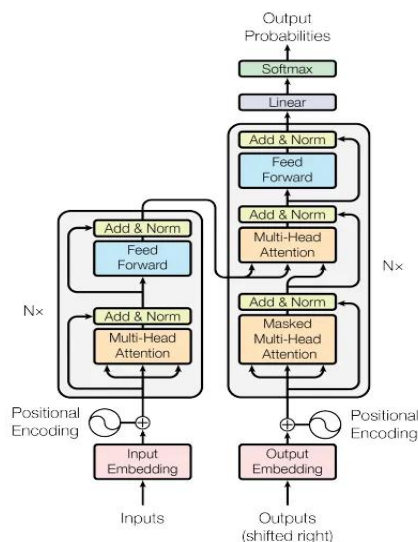 Output
Probabilities
Softmax
Linear
Add & Norm
Feed
Forward
Add & Norm
Multi-Head
Attention
Add & Norm
Masked
Multi-Head
Attention
Nx
Positional
Encoding
Output
Embedding
Outputs
(shifted right)
Add & Norm
Feed
Forward
Add & Norm
Multi-Head
Attention
Nx
Positional
Encoding
Input
Embedding
Inputs